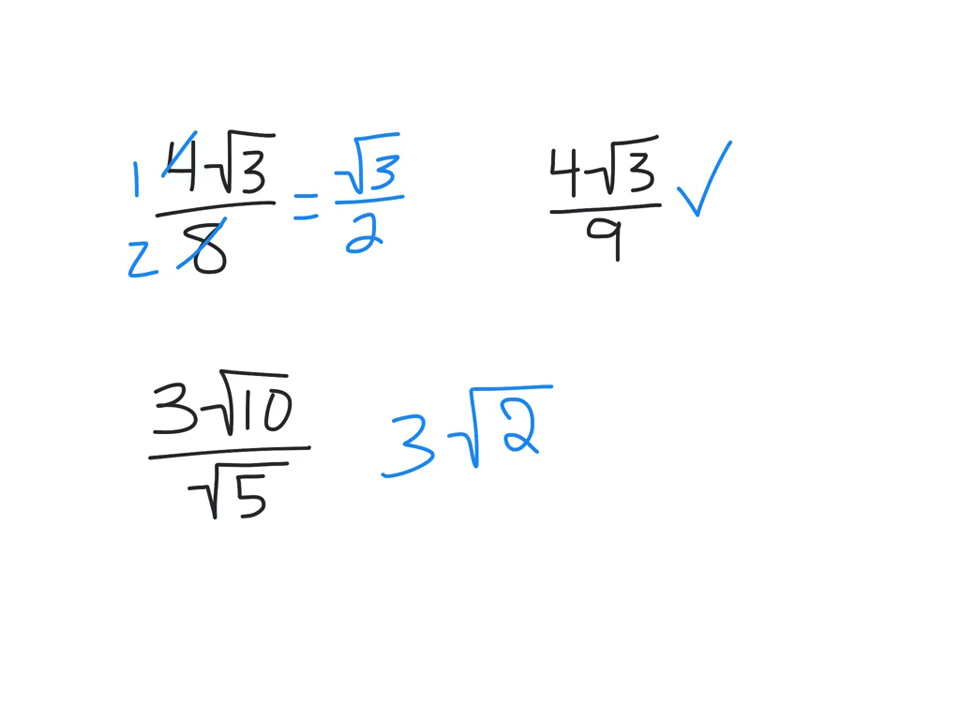 1 4√3 / 2 8 = √3 / 2
4√3 / 9 ✓
3√10 / √5 3√2